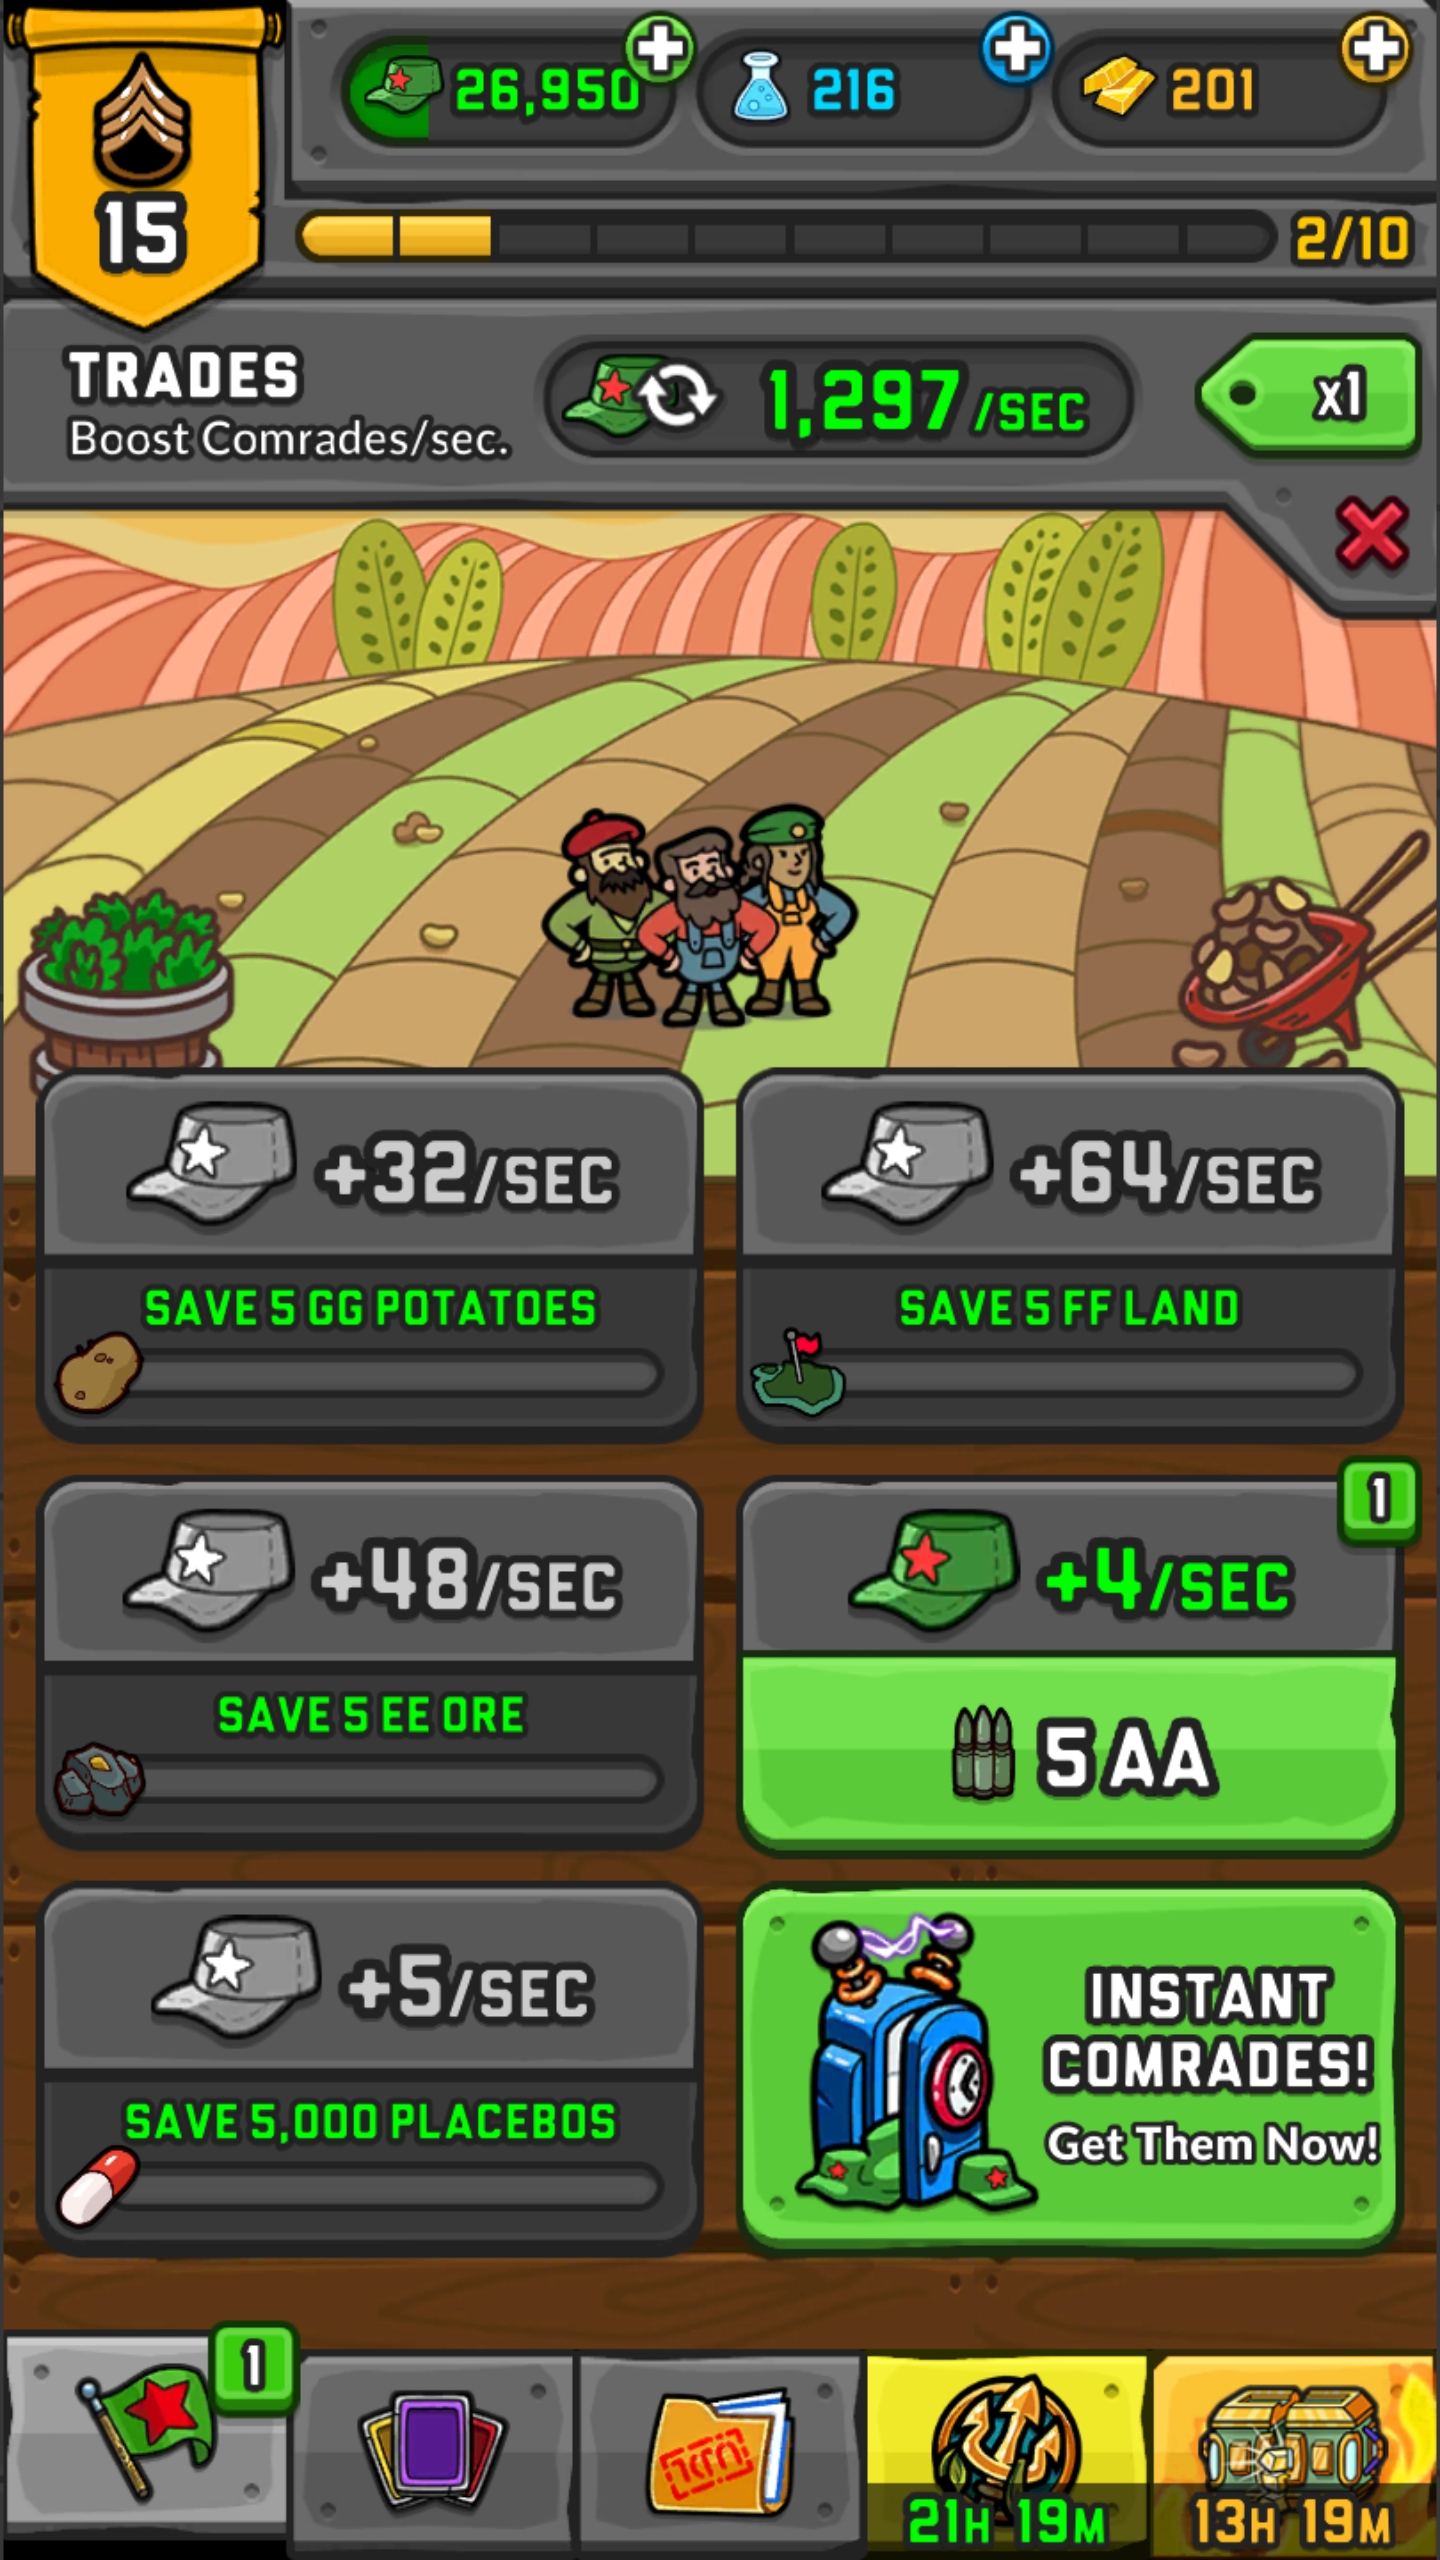 26,950
216
201
15
2/10
TRADES
Boost Comrades/sec.
1,297/SEC
x1
+32/SEC
SAVE 5 GG POTATOES
+64/SEC
SAVE 5 FF LAND
+48/SEC
SAVE 5 EE ORE
1
+4/SEC
5 AA
+5/SEC
SAVE 5,000 PLACEBOS
INSTANT
COMRADES!
Get Them Now!
1
21H 19M
13H 19M